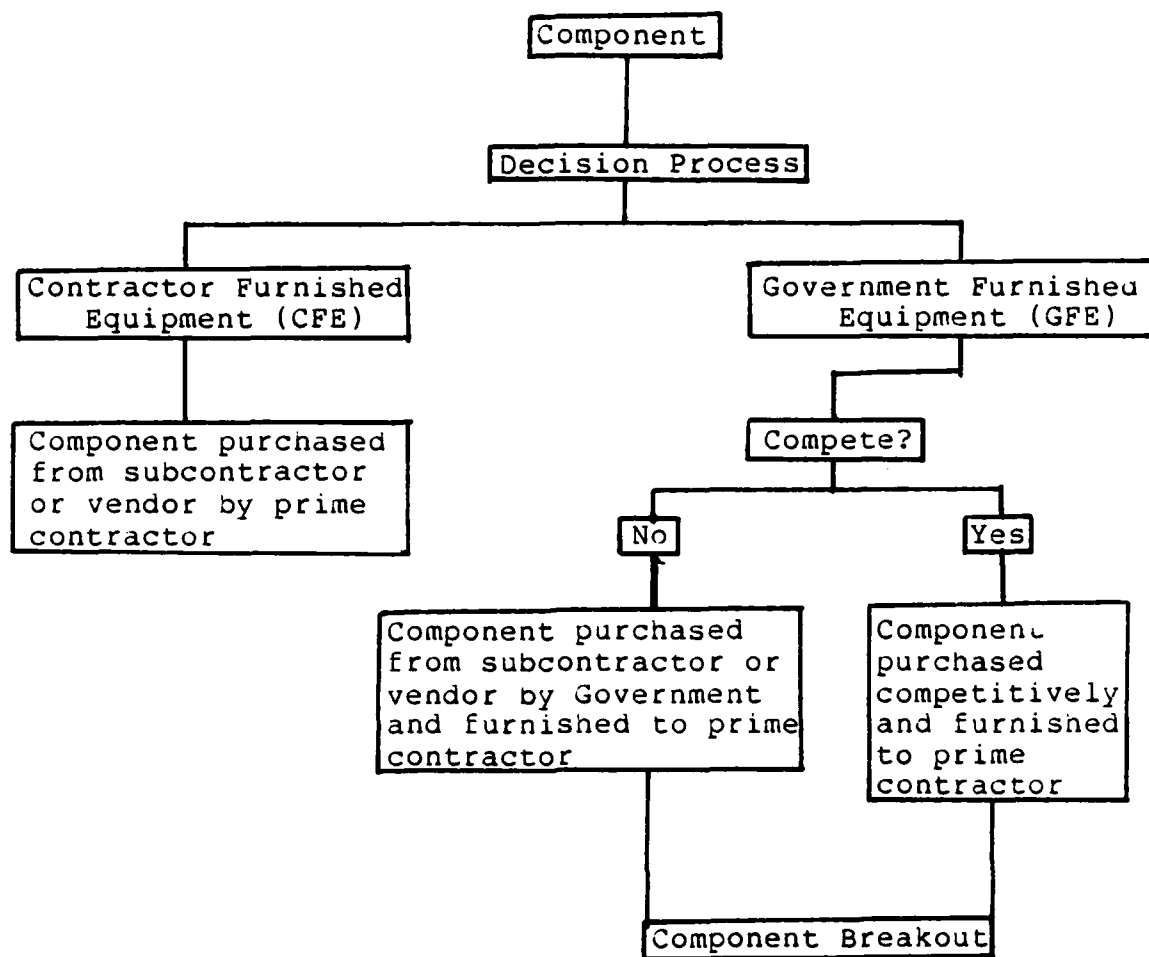 Component
Decision Process
Contractor Furnished
Equipment (CFE)
Government Furnished
Equipment (GFE)
Component purchased
from subcontractor
or vendor by prime
contractor
Compete?
No
Yes
Component purchased
from subcontractor or
vendor by Government
and furnished to prime
contractor
Component
purchased
competitively
and furnished
to prime
contractor
Component Breakout